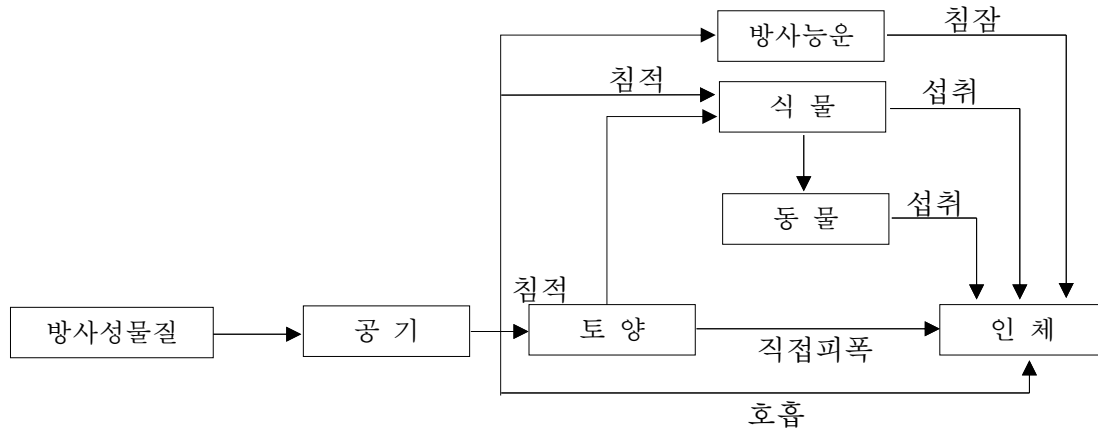 방사능운
침잠
침적
식 물
섭취
동 물
섭취
침적
방사성물질
공 기
토 양
직접피폭
인 체
호흡